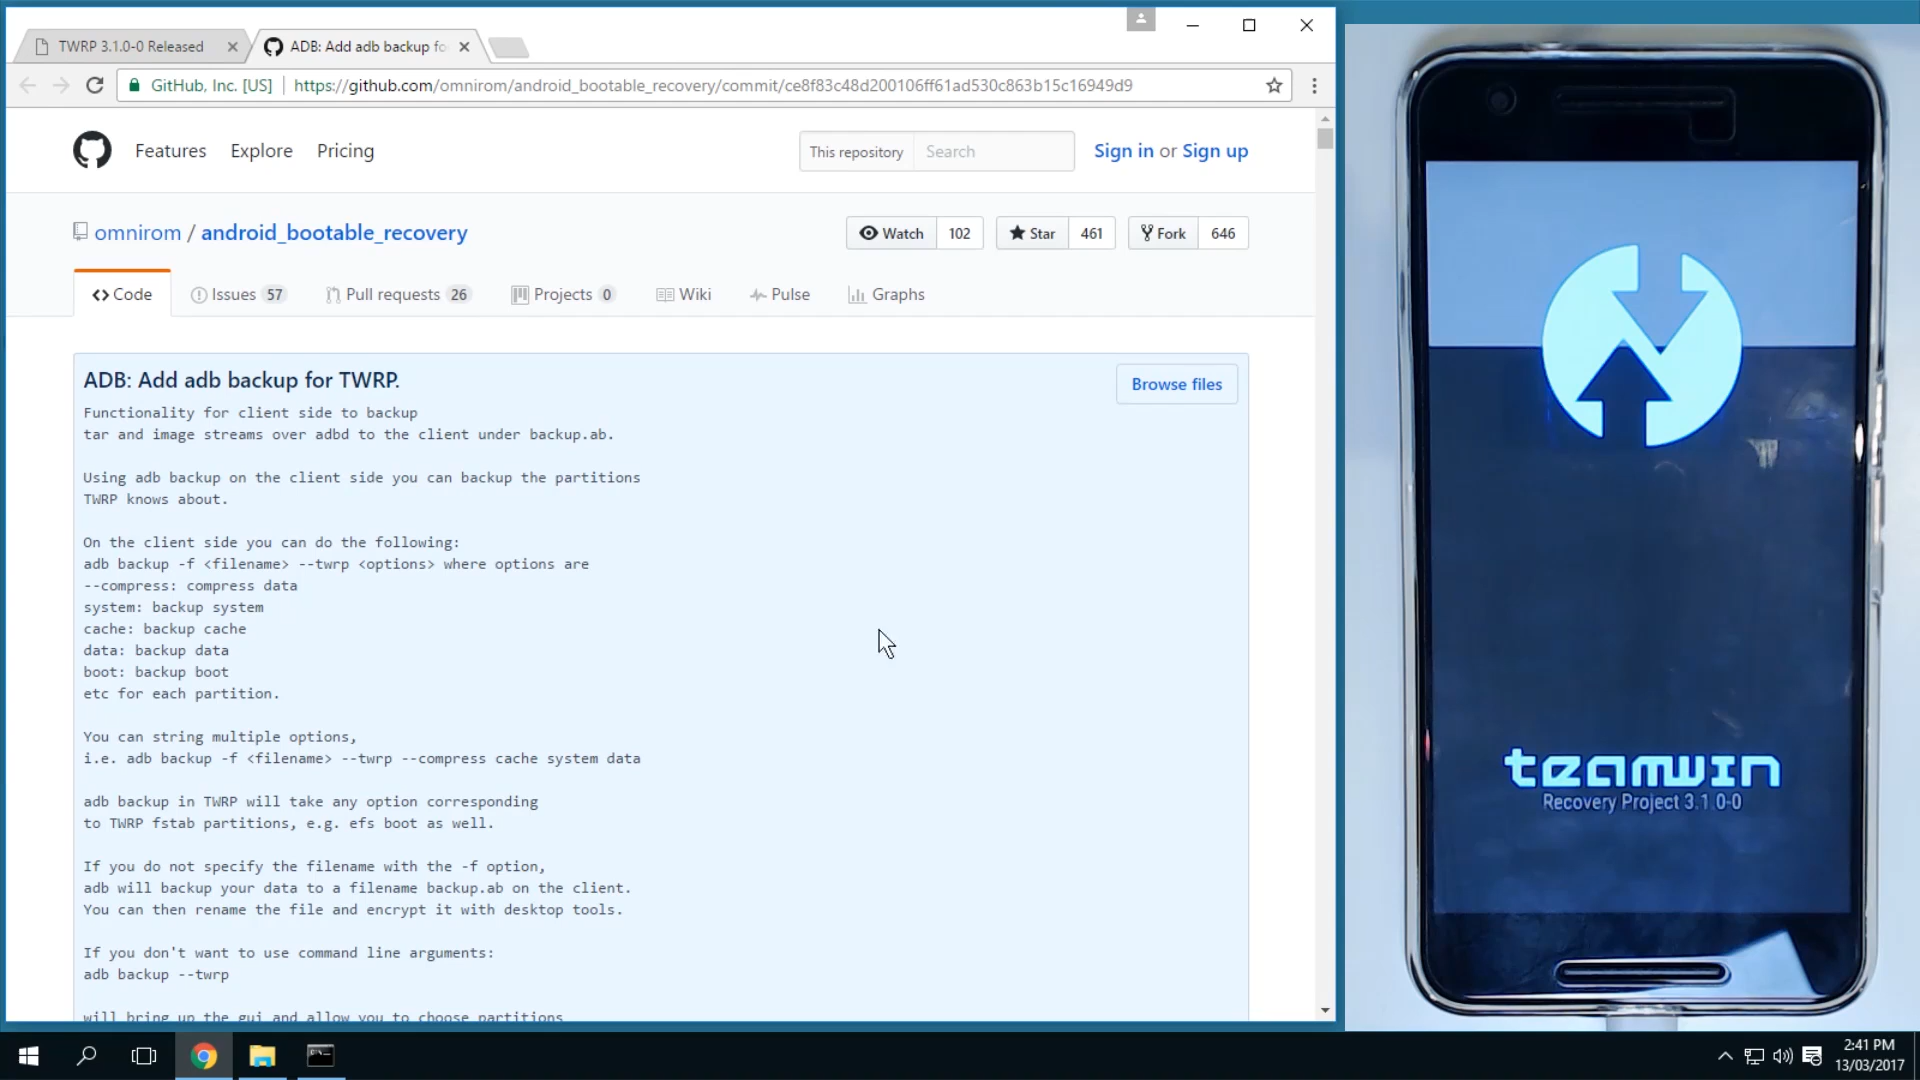 TWRP 3.1.0-0 Released
ADB: Add adb backup fo
GitHub, Inc. [US]
https://github.com/omnirom/android_bootable_recovery/commit/ce8f83c48d200106ff61ad530c863b15c16949d9
Features
Explore
Pricing
This repository
Search
Sign in or Sign up
omnirom / android_bootable_recovery
Watch 102
Star 461
Fork 646
Code
Issues 57
Pull requests 26
Projects 0
Wiki
Pulse
Graphs
ADB: Add adb backup for TWRP.
Browse files
Functionality for client side to backup
tar and image streams over adbd to the client under backup.ab.
Using adb backup on the client side you can backup the partitions
TWRP knows about.
On the client side you can do the following:
adb backup -f <filename> --twrp <options> where options are
--compress: compress data
system: backup system
cache: backup cache
data: backup data
boot: backup boot
etc for each partition.
You can string multiple options,
i.e. adb backup -f <filename> --twrp --compress cache system data
adb backup in TWRP will take any option corresponding
to TWRP fstab partitions, e.g. efs boot as well.
If you do not specify the filename with the -f option,
adb will backup your data to a filename backup.ab on the client.
You can then rename the file and encrypt it with desktop tools.
If you don't want to use command line arguments:
adb backup --twrp
will bring up the gui and allow you to choose partitions
teamwin
Recovery Project 3.1.0-0
2:41 PM
13/03/2017